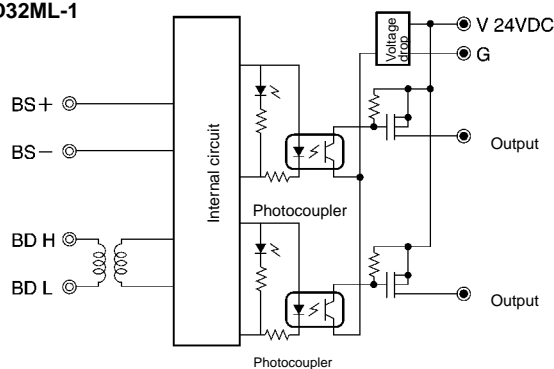 D32ML-1
V 24VDC
Voltage drop
G
BS+
Output
BS−
Internal circuit
Photocoupler
BD H
BD L
Output
Photocoupler